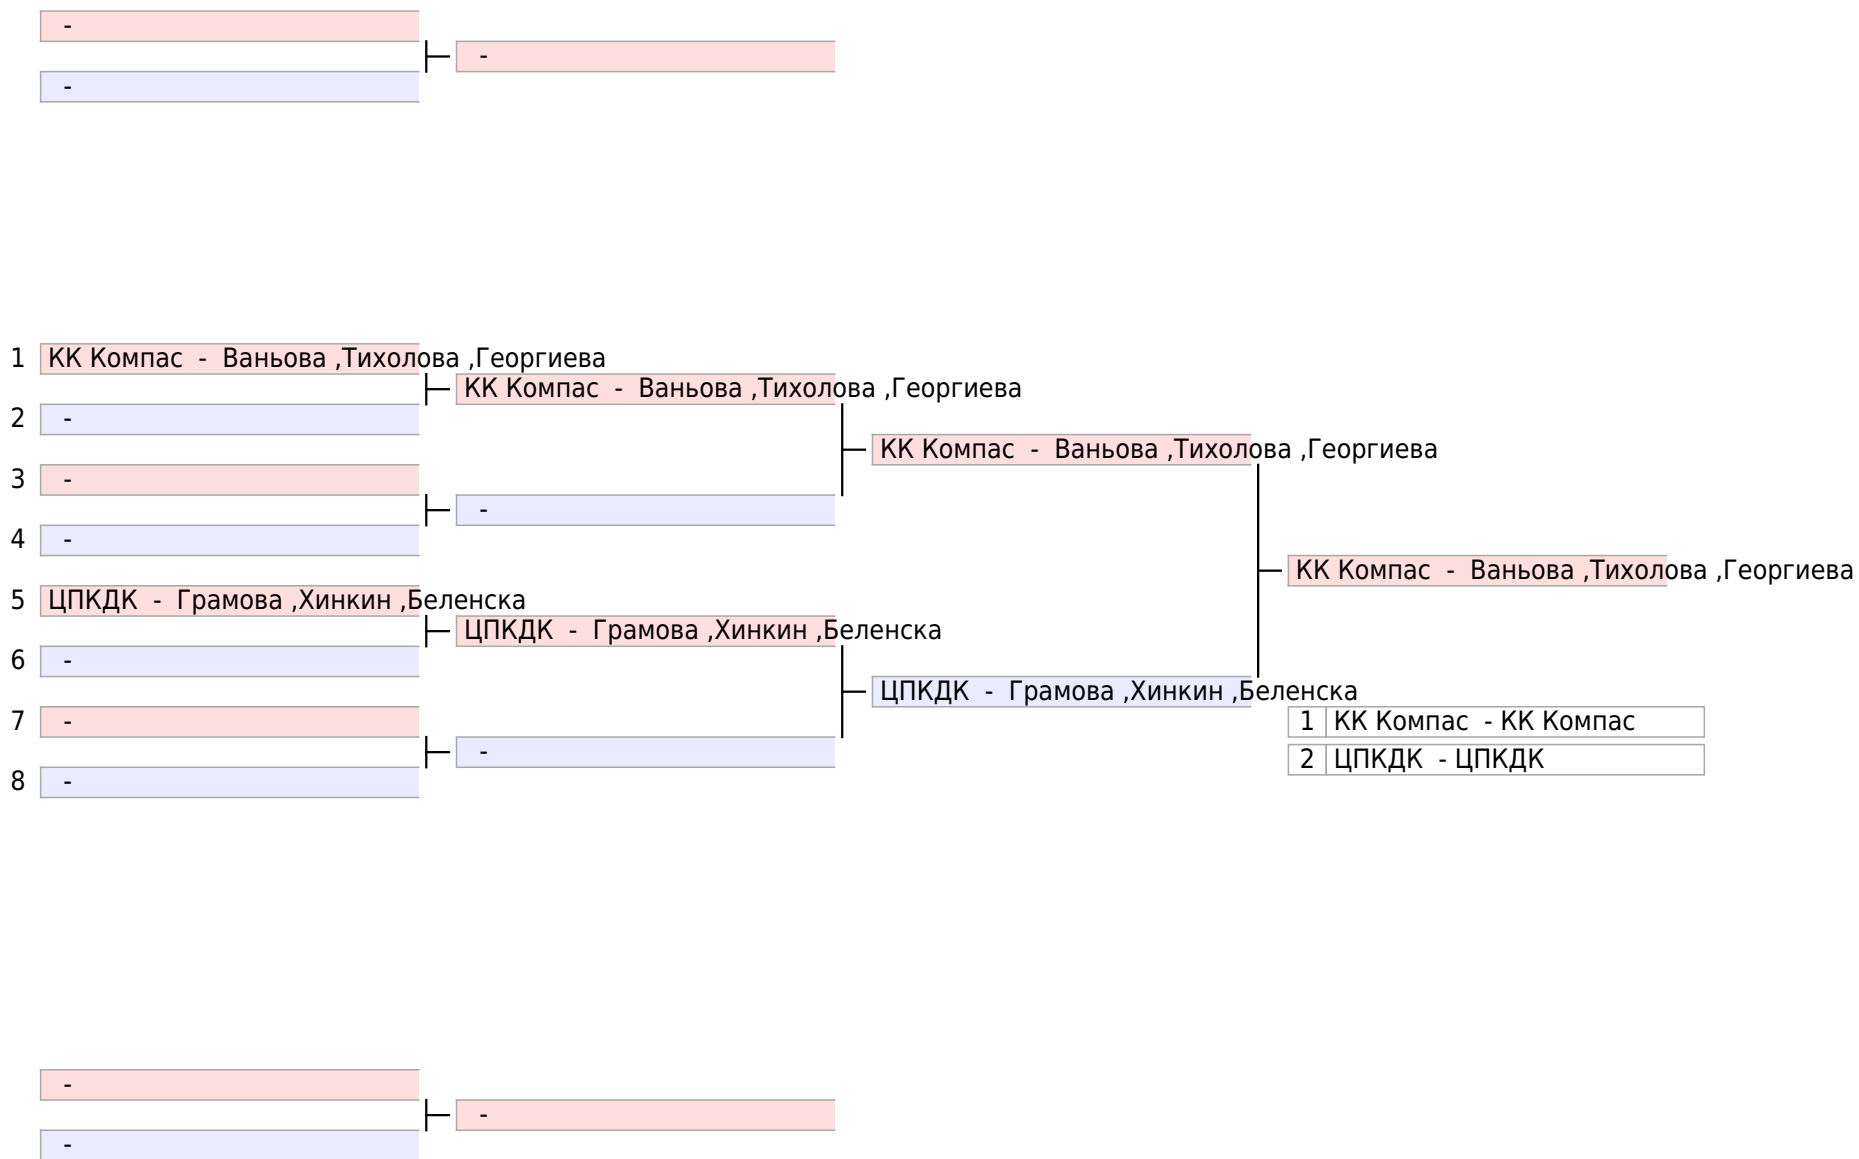 -
-
-
1 КК Компас - Ваньова ,Тихолова ,Георгиева
КК Компас - Ваньова ,Тихолова ,Георгиева
2 -
КК Компас - Ваньова ,Тихолова ,Георгиева
3 -
-
4 -
КК Компас - Ваньова ,Тихолова ,Георгиева
5 ЦПКДК - Грамова ,Хинкин ,Беленска
ЦПКДК - Грамова ,Хинкин ,Беленска
6 -
ЦПКДК - Грамова ,Хинкин ,Беленска
7 -
1 КК Компас - КК Компас
-
2 ЦПКДК - ЦПКДК
8 -
-
-
-